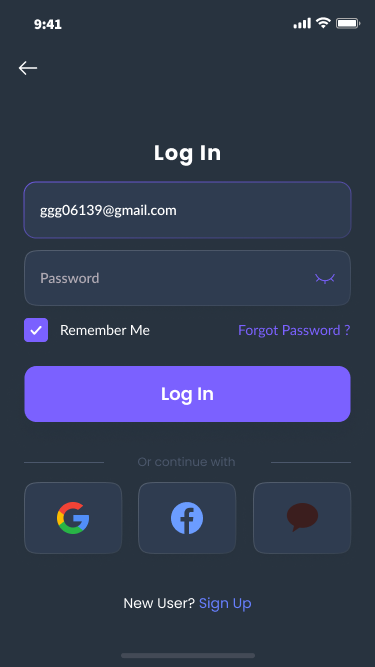 9:41
Log In
ggg06139@gmail.com
Password
Remember Me
Forgot Password ?
Log In
Or continue with
New User? Sign Up